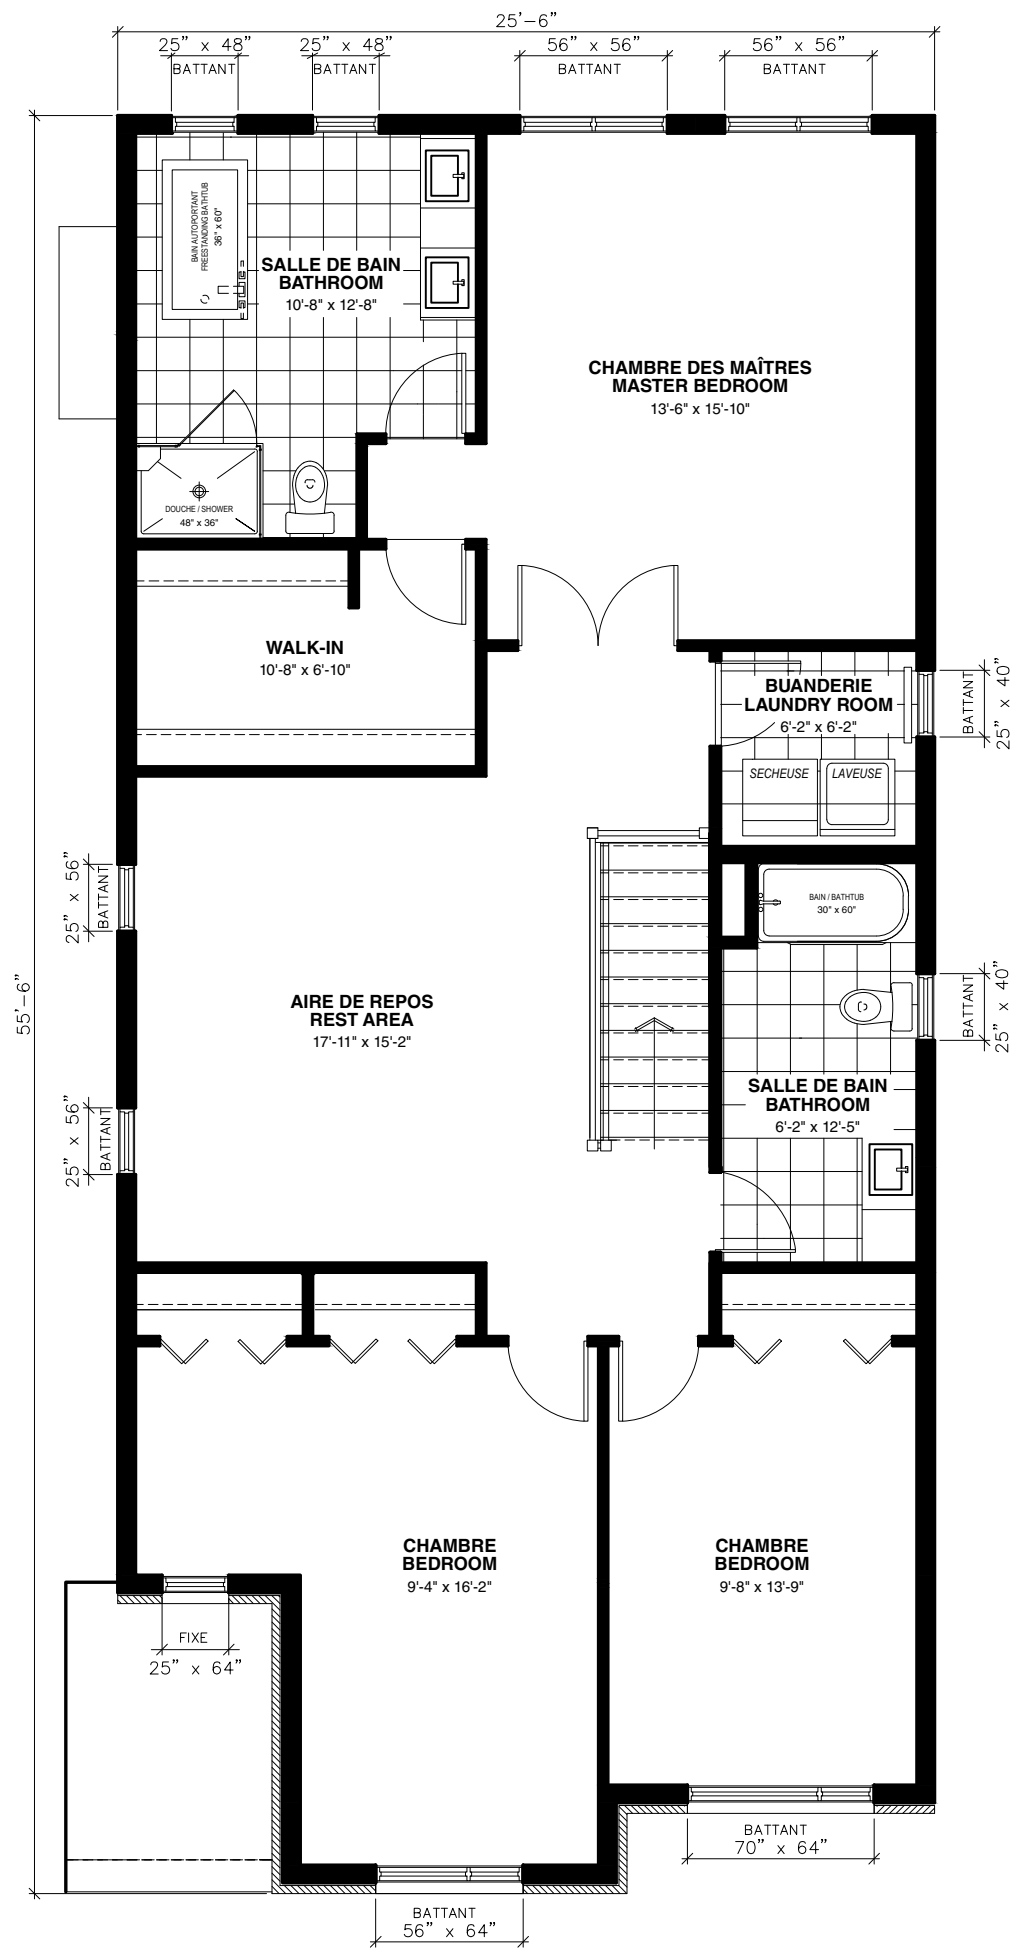 25'-6"
25" x 48"
25" x 48"
56" x 56"
56" x 56"
BATTANT
BATTANT
BATTANT
BATTANT
BAIN AUTOPORTANT
FREESTANDING BATHTUB
36" x 60"
SALLE DE BAIN
BATHROOM
10'-8" x 12'-8"
CHAMBRE DES MAÎTRES
MASTER BEDROOM
13'-6" x 15'-10"
DOUCHE / SHOWER
48" x 36"
WALK-IN
10'-8" x 6'-10"
BUANDERIE
LAUNDRY ROOM
6'-2" x 6'-2"
BATTANT
25" x 40"
SECHEUSE
LAVEUSE
25" x 56"
BATTANT
BAIN / BATHTUB
30" x 60"
55'-6"
AIRE DE REPOS
REST AREA
17'-11" x 15'-2"
BATTANT
25" x 40"
SALLE DE BAIN
BATHROOM
6'-2" x 12'-5"
25" x 56"
BATTANT
CHAMBRE
BEDROOM
9'-4" x 16'-2"
CHAMBRE
BEDROOM
9'-8" x 13'-9"
FIXE
25" x 64"
BATTANT
70" x 64"
BATTANT
56" x 64"